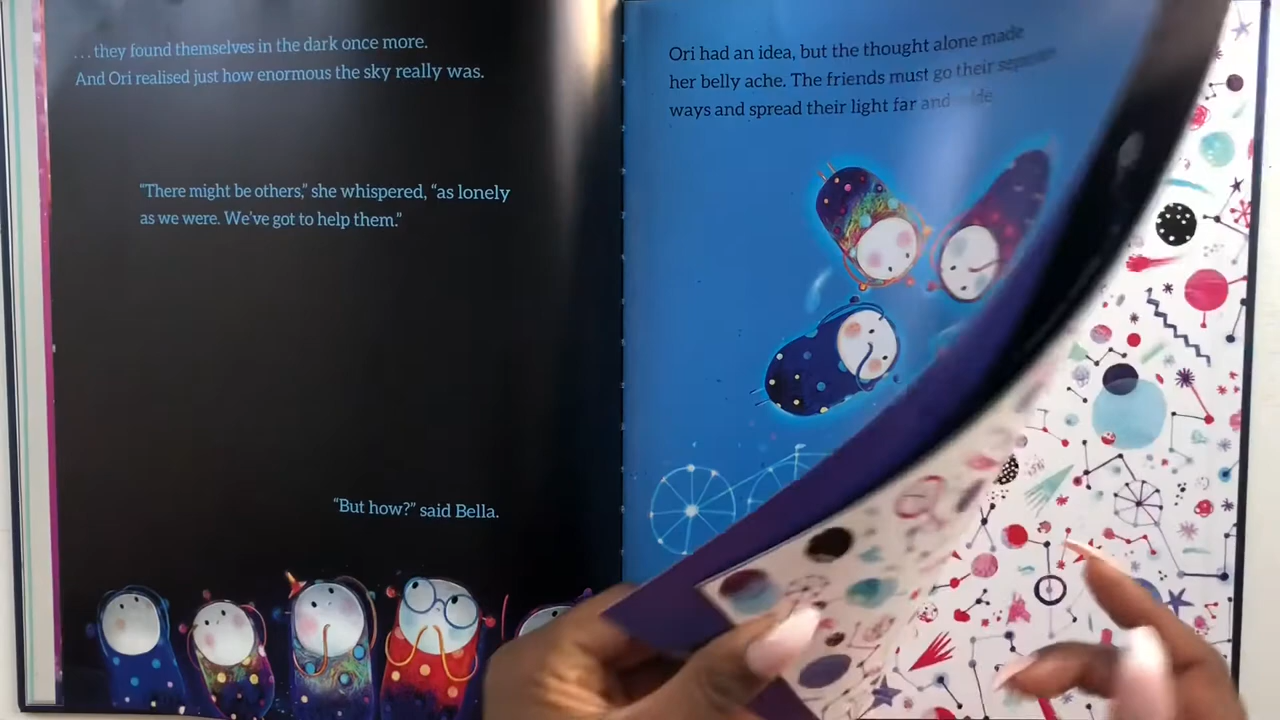 ...they found themselves in the dark once more.
And Ori realised just how enormous the sky really was.
"There might be others," she whispered, "as lonely
as we were. We've got to help them."
"But how?" said Bella.
Ori had an idea, but the thought alone made
her belly ache. The friends must go their separate
ways and spread their light far and